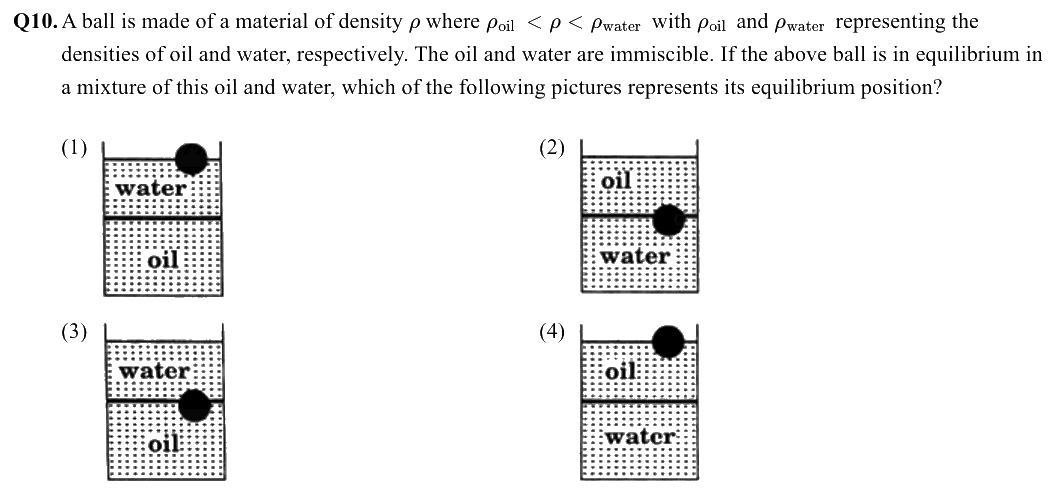 Q10. A ball is made of a material of density ρ where ρoil < ρ < ρwater with ρoil and ρwater representing the
densities of oil and water, respectively. The oil and water are immiscible. If the above ball is in equilibrium in
a mixture of this oil and water, which of the following pictures represents its equilibrium position?
(1)
water
oil
(2)
oil
water
(3)
water
oil
(4)
oil
water